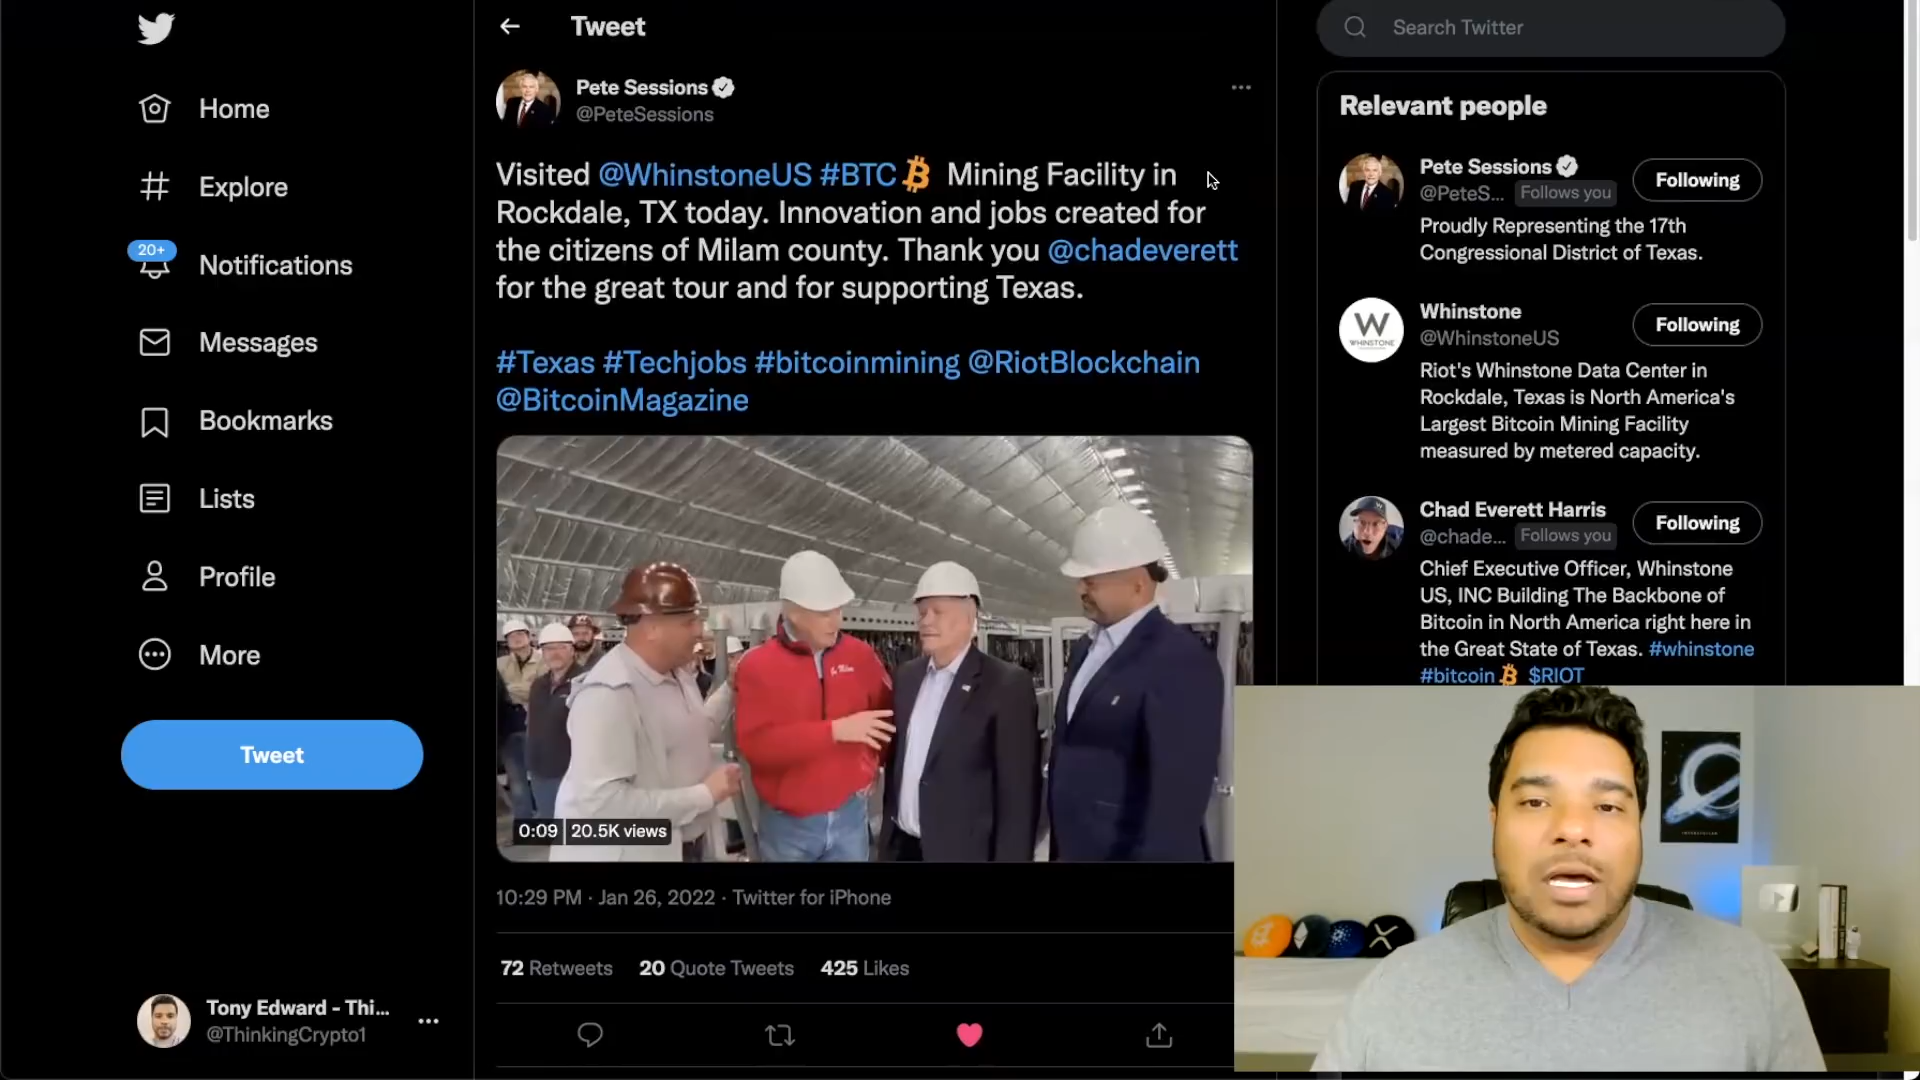 Home
Explore
20+
Notifications
Messages
Bookmarks
Lists
Profile
More
Tweet
Tony Edward - Thi...
@ThinkingCrypto1
Tweet
Pete Sessions
@PeteSessions
Visited @WhinstoneUS #BTC Mining Facility in
Rockdale, TX today. Innovation and jobs created for
the citizens of Milam county. Thank you @chadeverett
for the great tour and for supporting Texas.
#Texas #Techjobs #bitcoinmining @RiotBlockchain
@BitcoinMagazine
0:09 20.5K views
10:29 PM · Jan 26, 2022 · Twitter for iPhone
72 Retweets 20 Quote Tweets 425 Likes
Search Twitter
Relevant people
Pete Sessions
Following
@PeteS... Follows you
Proudly Representing the 17th
Congressional District of Texas.
W
WHINSTONE
Whinstone
Following
@WhinstoneUS
Riot's Whinstone Data Center in
Rockdale, Texas is North America's
Largest Bitcoin Mining Facility
measured by metered capacity.
Chad Everett Harris
Following
@chade... Follows you
Chief Executive Officer, Whinstone
US, INC Building The Backbone of
Bitcoin in North America right here in
the Great State of Texas. #whinstone
#bitcoin $RIOT